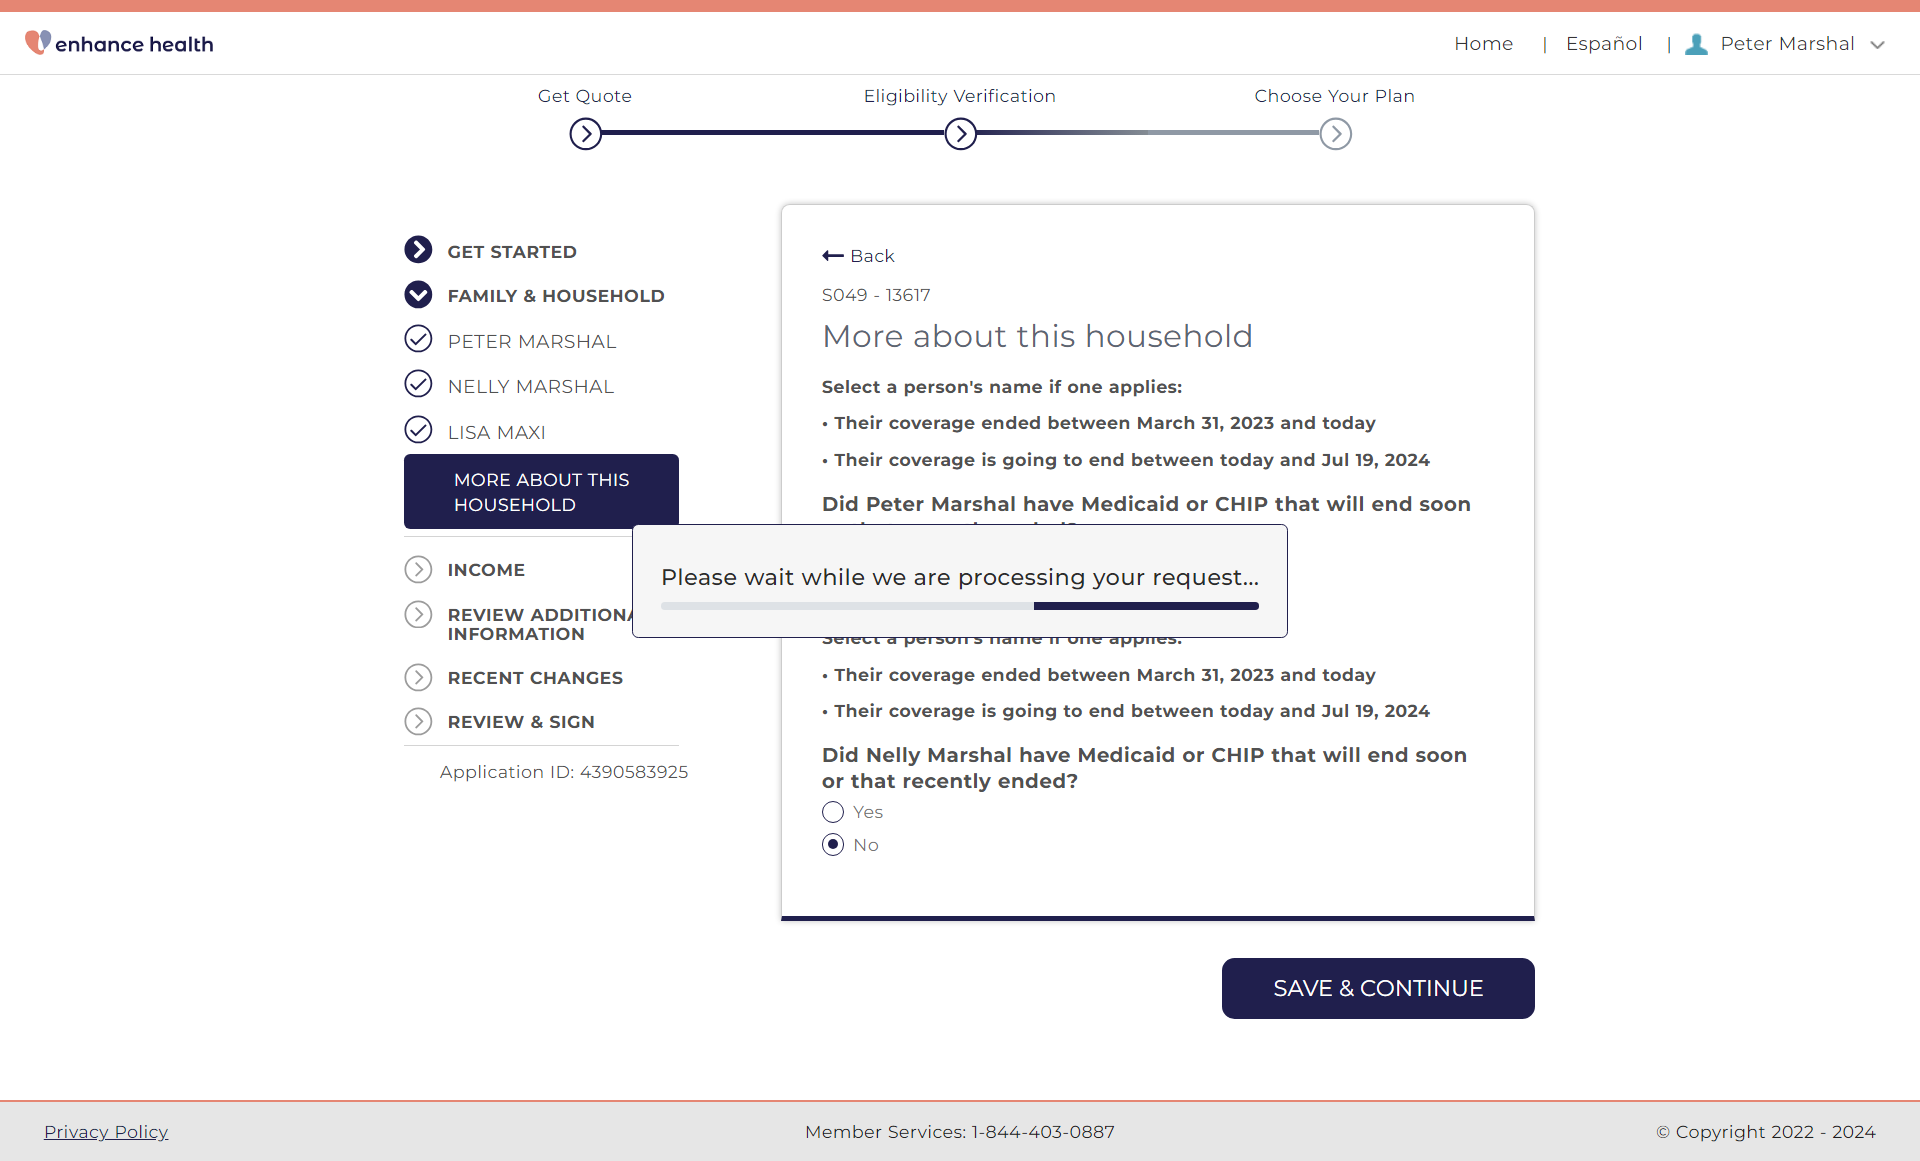 enhance health
Home | Español | Peter Marshal
Get Quote
Eligibility Verification
Choose Your Plan
GET STARTED
FAMILY & HOUSEHOLD
PETER MARSHAL
NELLY MARSHAL
LISA MAXI
MORE ABOUT THIS
HOUSEHOLD
INCOME
REVIEW ADDITIONA
INFORMATION
RECENT CHANGES
REVIEW & SIGN
Application ID: 4390583925
Back
S049 - 13617
More about this household
Select a person's name if one applies:
• Their coverage ended between March 31, 2023 and today
• Their coverage is going to end between today and Jul 19, 2024
Did Peter Marshal have Medicaid or CHIP that will end soon
Please wait while we are processing your request...
Select a person's name if one applies:
• Their coverage ended between March 31, 2023 and today
• Their coverage is going to end between today and Jul 19, 2024
Did Nelly Marshal have Medicaid or CHIP that will end soon
or that recently ended?
Yes
No
SAVE & CONTINUE
Privacy Policy
Member Services: 1-844-403-0887
© Copyright 2022 - 2024